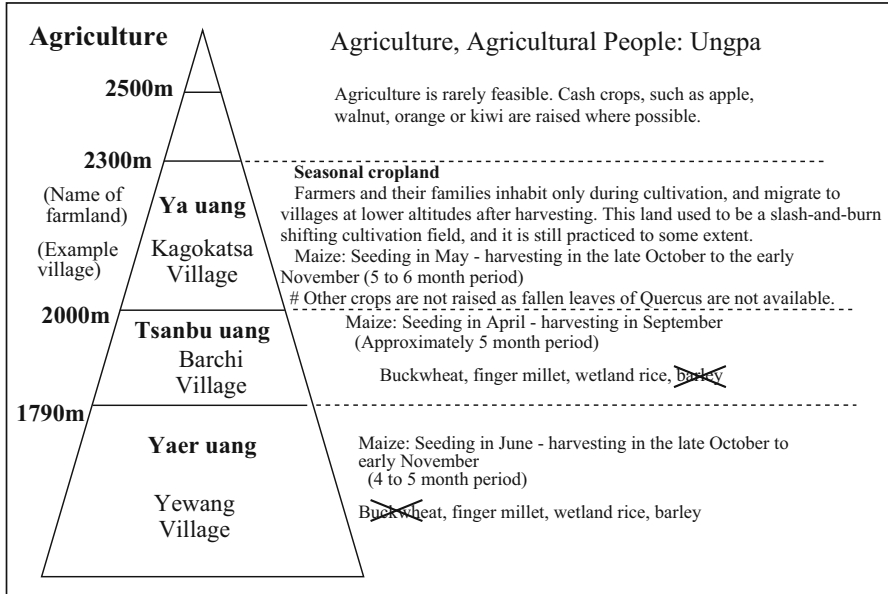 Agriculture
Agriculture, Agricultural People: Ungpa
2500m
Agriculture is rarely feasible. Cash crops, such as apple,
walnut, orange or kiwi are raised where possible.
2300m
(Name of
farmland)
(Example
village)
Ya uang
Kagokatsa
Village
Seasonal cropland
Farmers and their families inhabit only during cultivation, and migrate to
villages at lower altitudes after harvesting. This land used to be a slash-and-burn
shifting cultivation field, and it is still practiced to some extent.
Maize: Seeding in May - harvesting in the late October to the early
November (5 to 6 month period)
# Other crops are not raised as fallen leaves of Quercus are not available.
2000m
Tsanbu uang
Barchi
Village
Maize: Seeding in April - harvesting in September
(Approximately 5 month period)
Buckwheat, finger millet, wetland rice, barley
1790m
Yaer uang
Yewang
Village
Maize: Seeding in June - harvesting in the late October to
early November
(4 to 5 month period)
Buckwheat, finger millet, wetland rice, barley